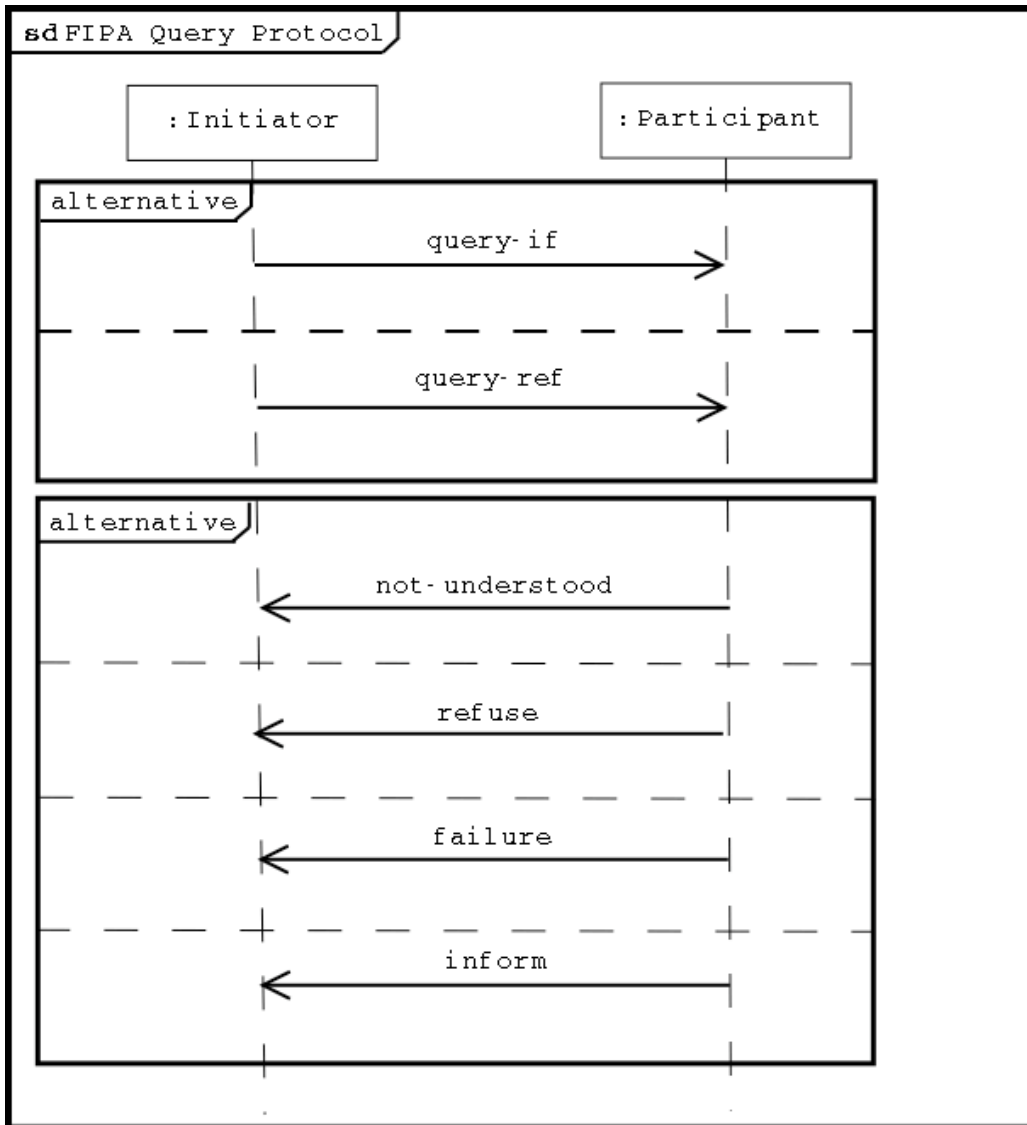 sd FIPA Query Protocol
:Initiator
:Participant
alternative
query-if
query-ref
alternative
not-understood
refuse
failure
inform